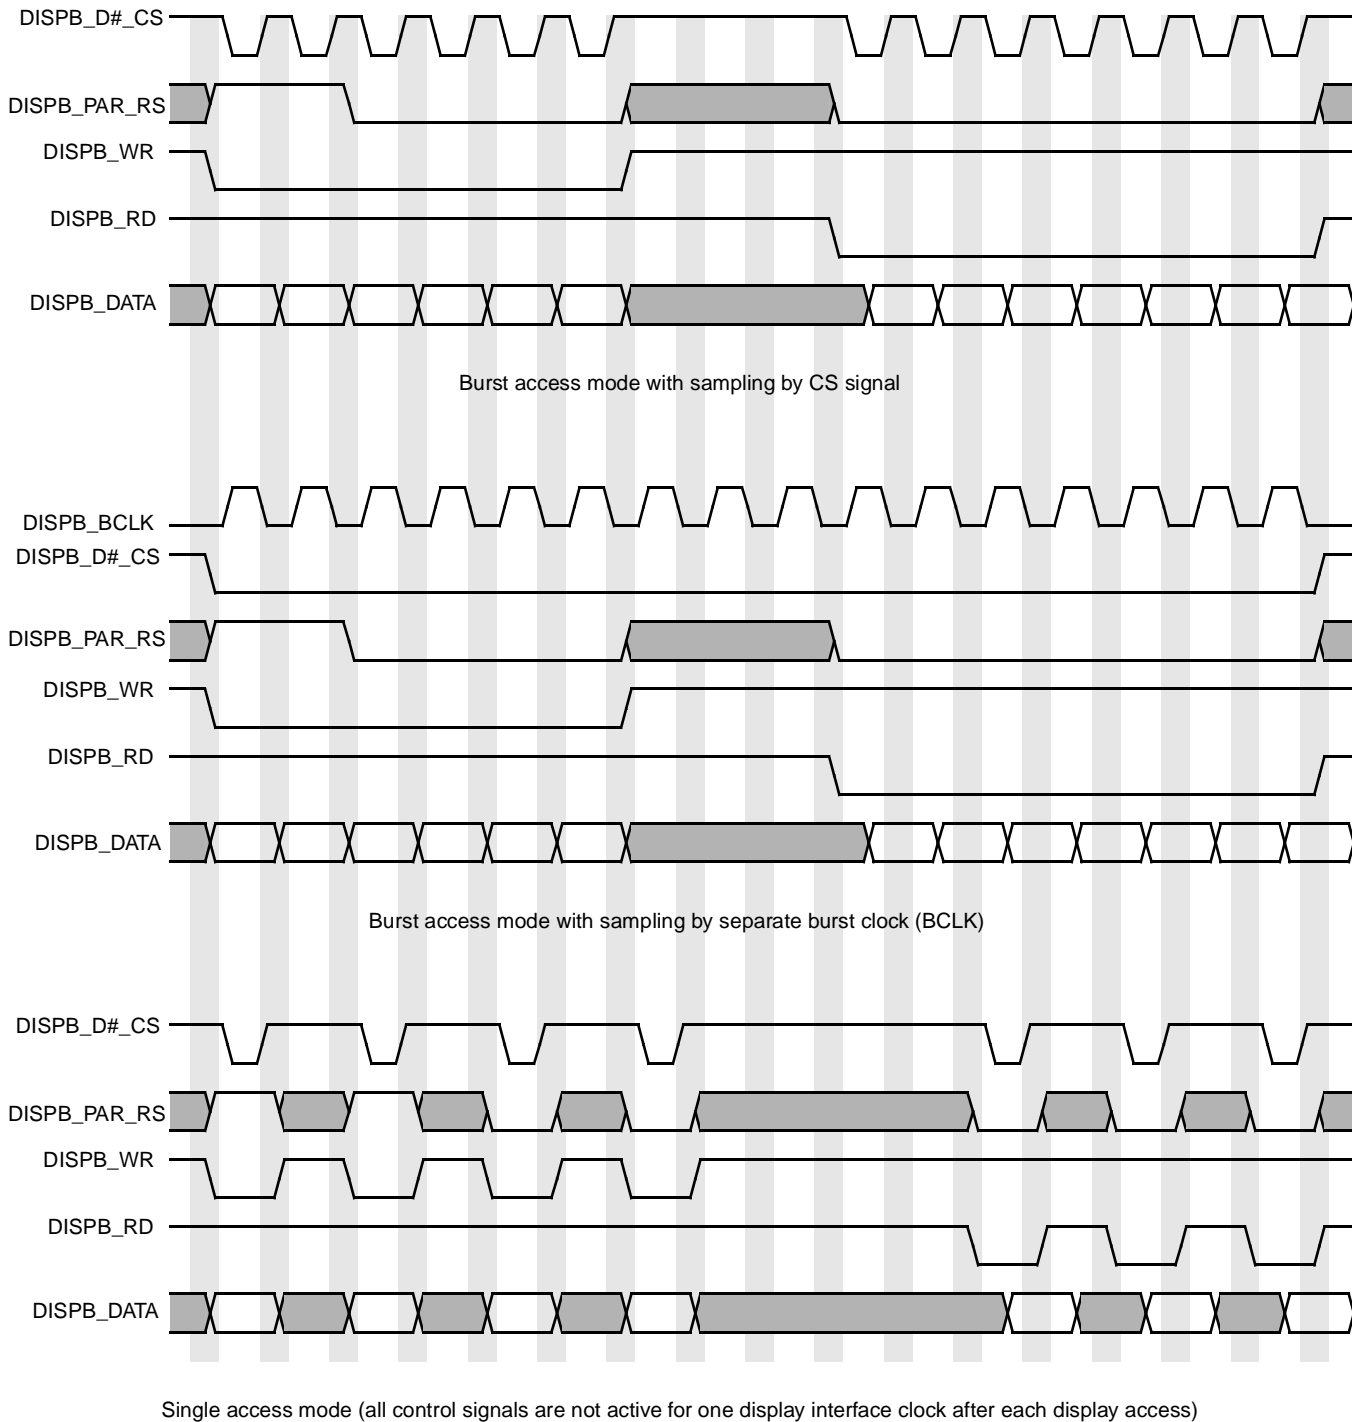 DISPB_D#_CS
DISPB_PAR_RS
DISPB_WR
DISPB_RD
DISPB_DATA
Burst access mode with sampling by CS signal
DISPB_BCLK
DISPB_D#_CS
DISPB_PAR_RS
DISPB_WR
DISPB_RD
DISPB_DATA
Burst access mode with sampling by separate burst clock (BCLK)
DISPB_D#_CS
DISPB_PAR_RS
DISPB_WR
DISPB_RD
DISPB_DATA
Single access mode (all control signals are not active for one display interface clock after each display access)